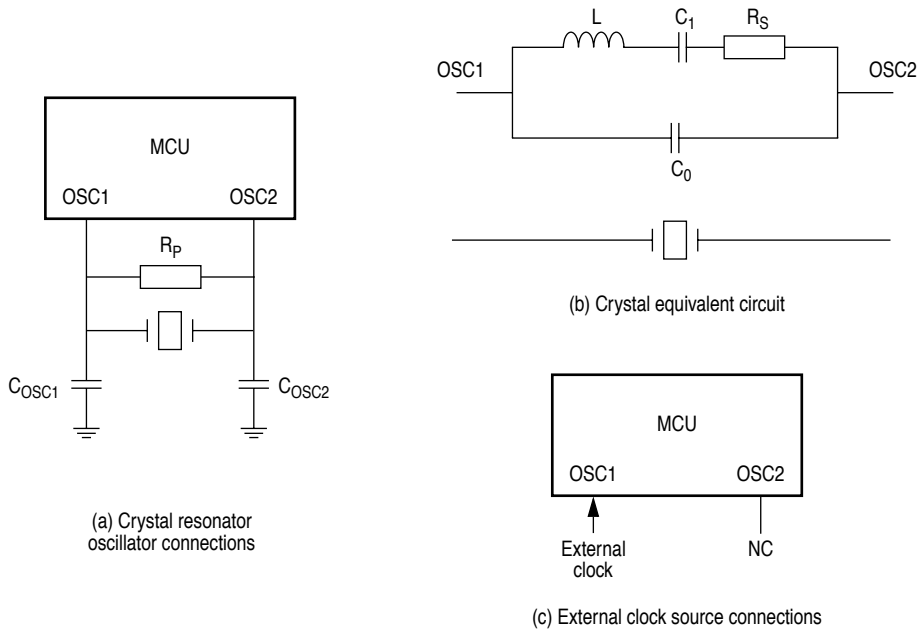 MCU
OSC1 OSC2
R_P
C_OSC1 C_OSC2
(a) Crystal resonator
oscillator connections
L C_1 R_S
OSC1 OSC2
C_0
(b) Crystal equivalent circuit
MCU
OSC1 OSC2
External
clock
NC
(c) External clock source connections